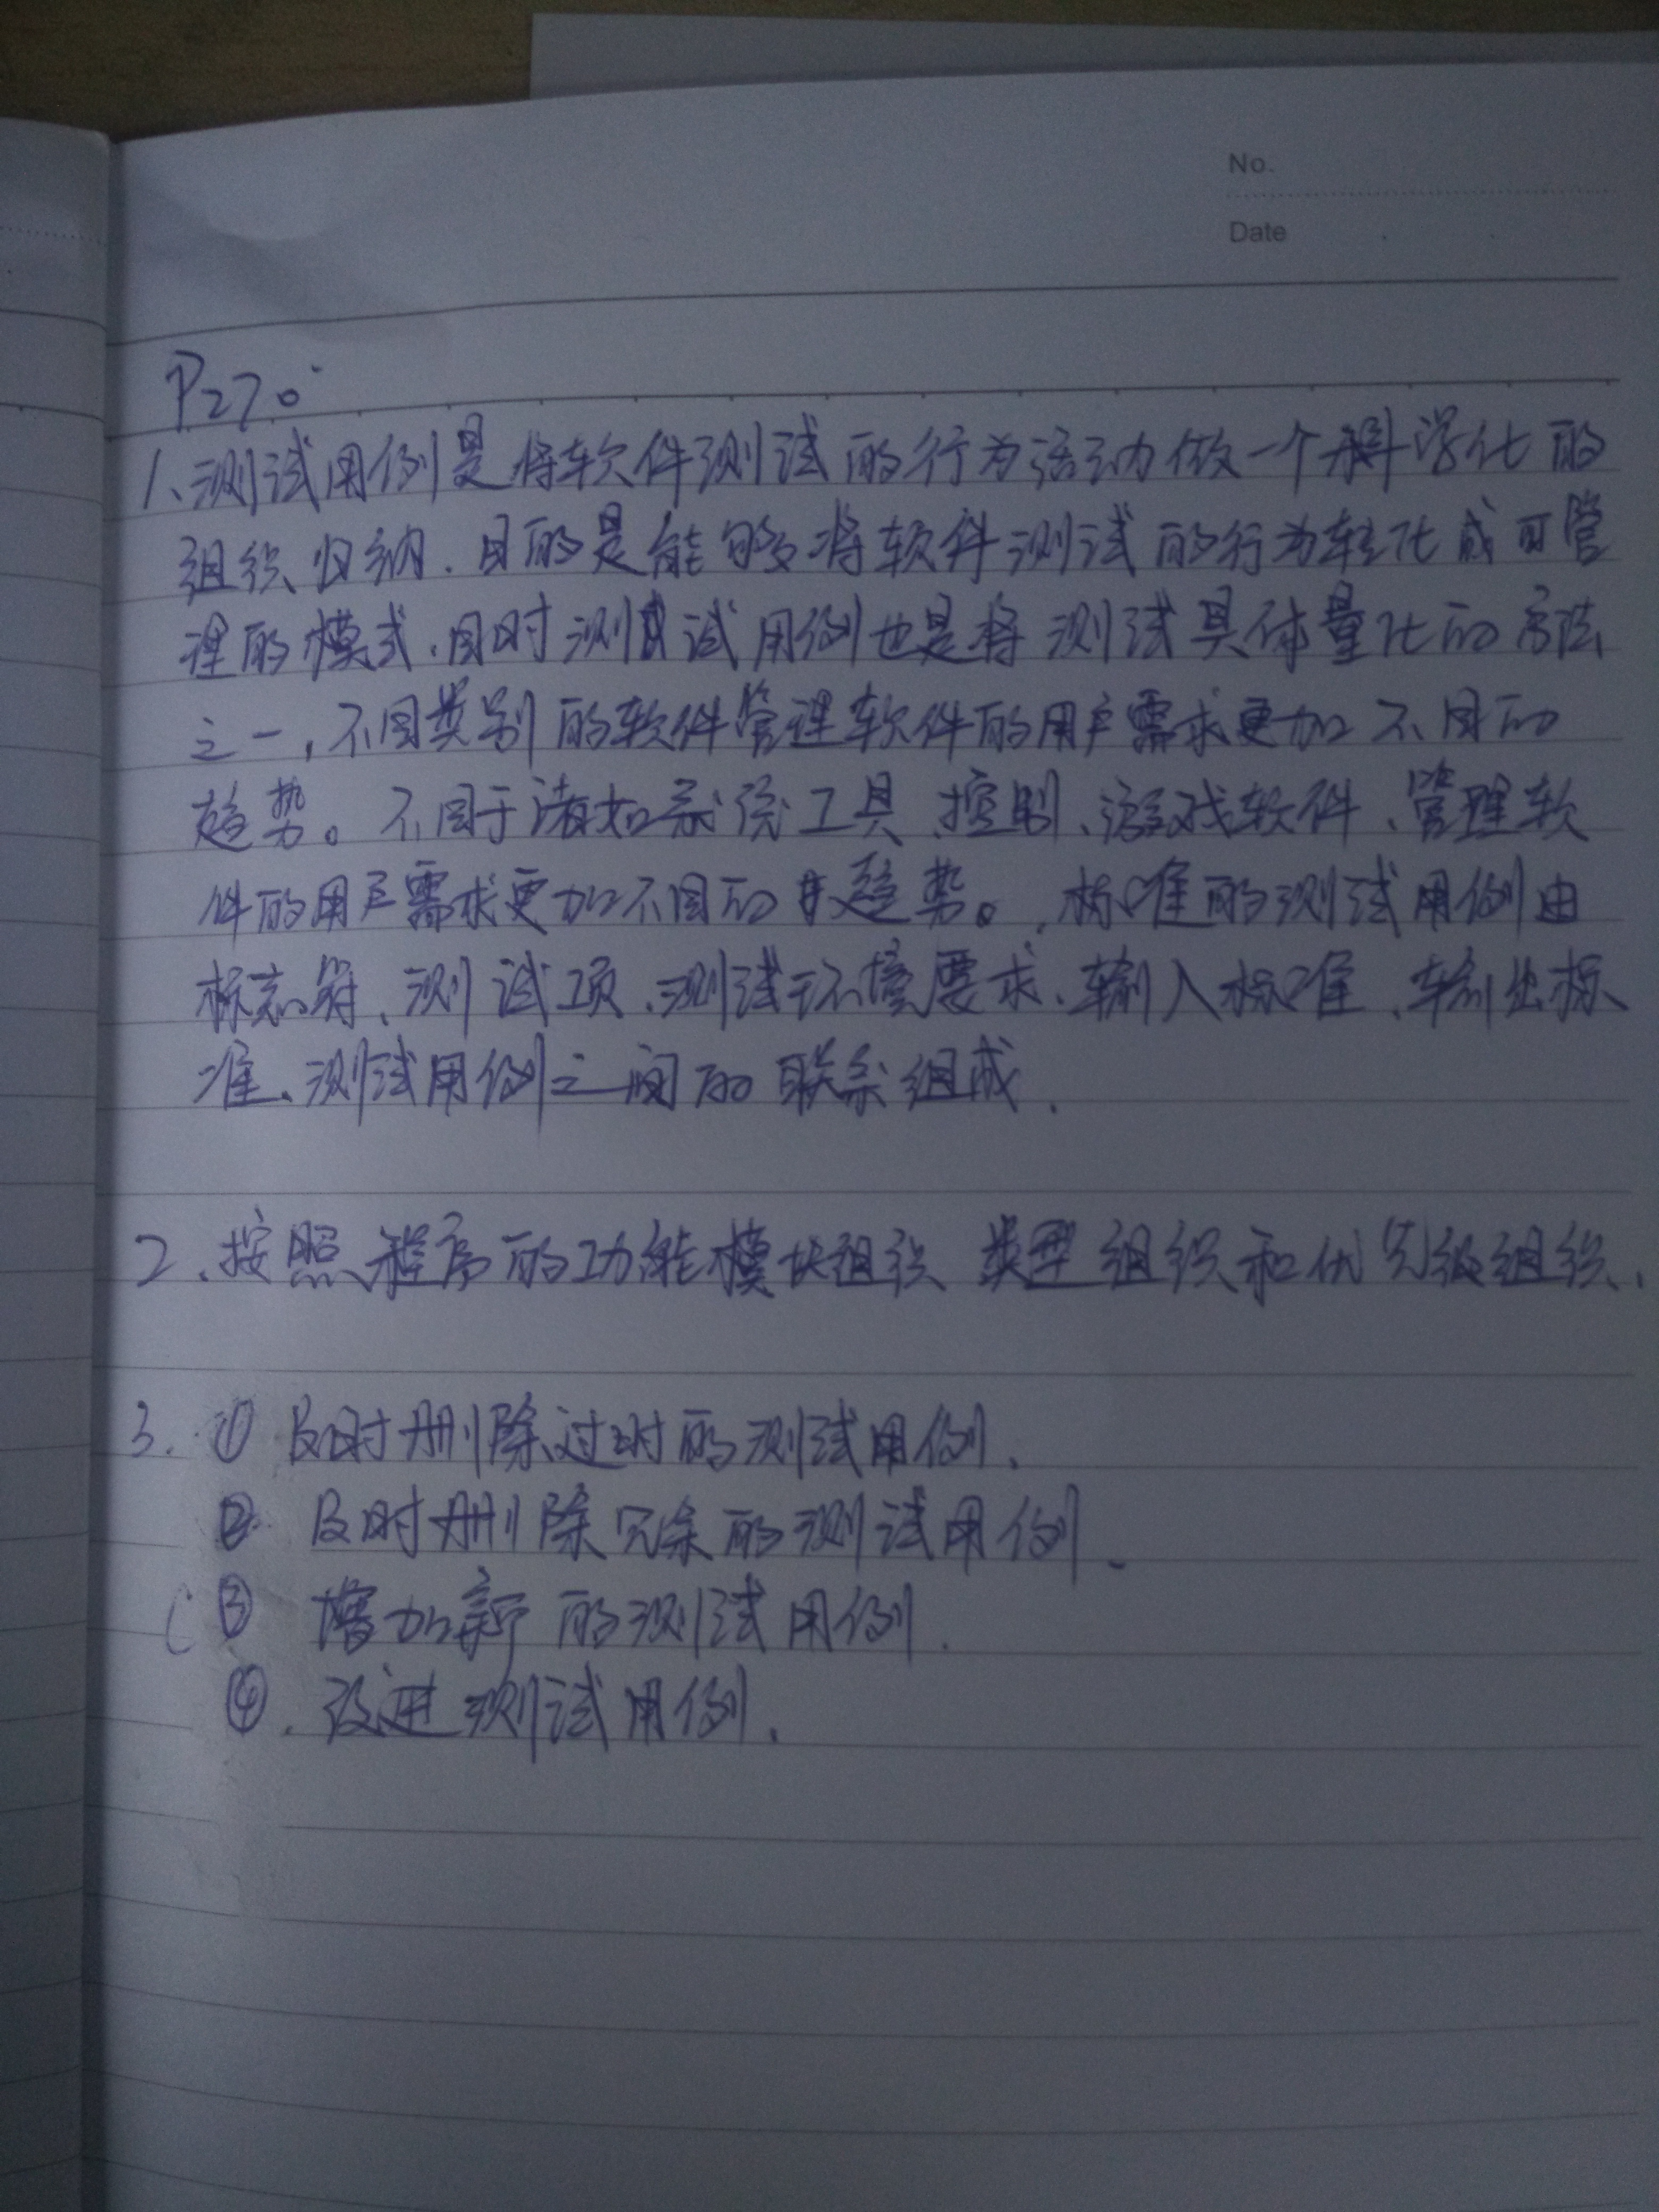 No.
Date
P270
1、测试用例是将软件测试的行为活动做一个科学化的
组织归纳.目的是能够将软件测试的行为转化成可管
理的模式.同时测试用例也是将测试具体量化的方法
之一,不同类别的软件管理软件的用户需求更加不同的
趋势。不同于诸如系统工具、控制、游戏软件、管理软
件的用户需求更加不同的趋势。.标准的测试用例由
标志符、测试项、测试环境要求、输入标准、输出标
准、测试用例之间的联系组成.
2、按照程序的功能模块组织 类型组织和优先级组织、
3. ① 及时删除过时的测试用例.
② 及时删除冗余的测试用例.
③ 增加新的测试用例.
④. 改进测试用例.